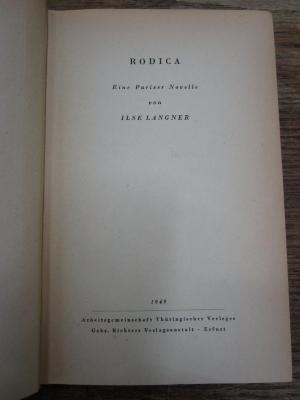 RODICA
Eine Pariser Novelle
von
ILSE LANGNER
1949
Arbeitsgemeinschaft Thüringischer Verleger
Gebr. Richters Verlagsanstalt - Erfurt